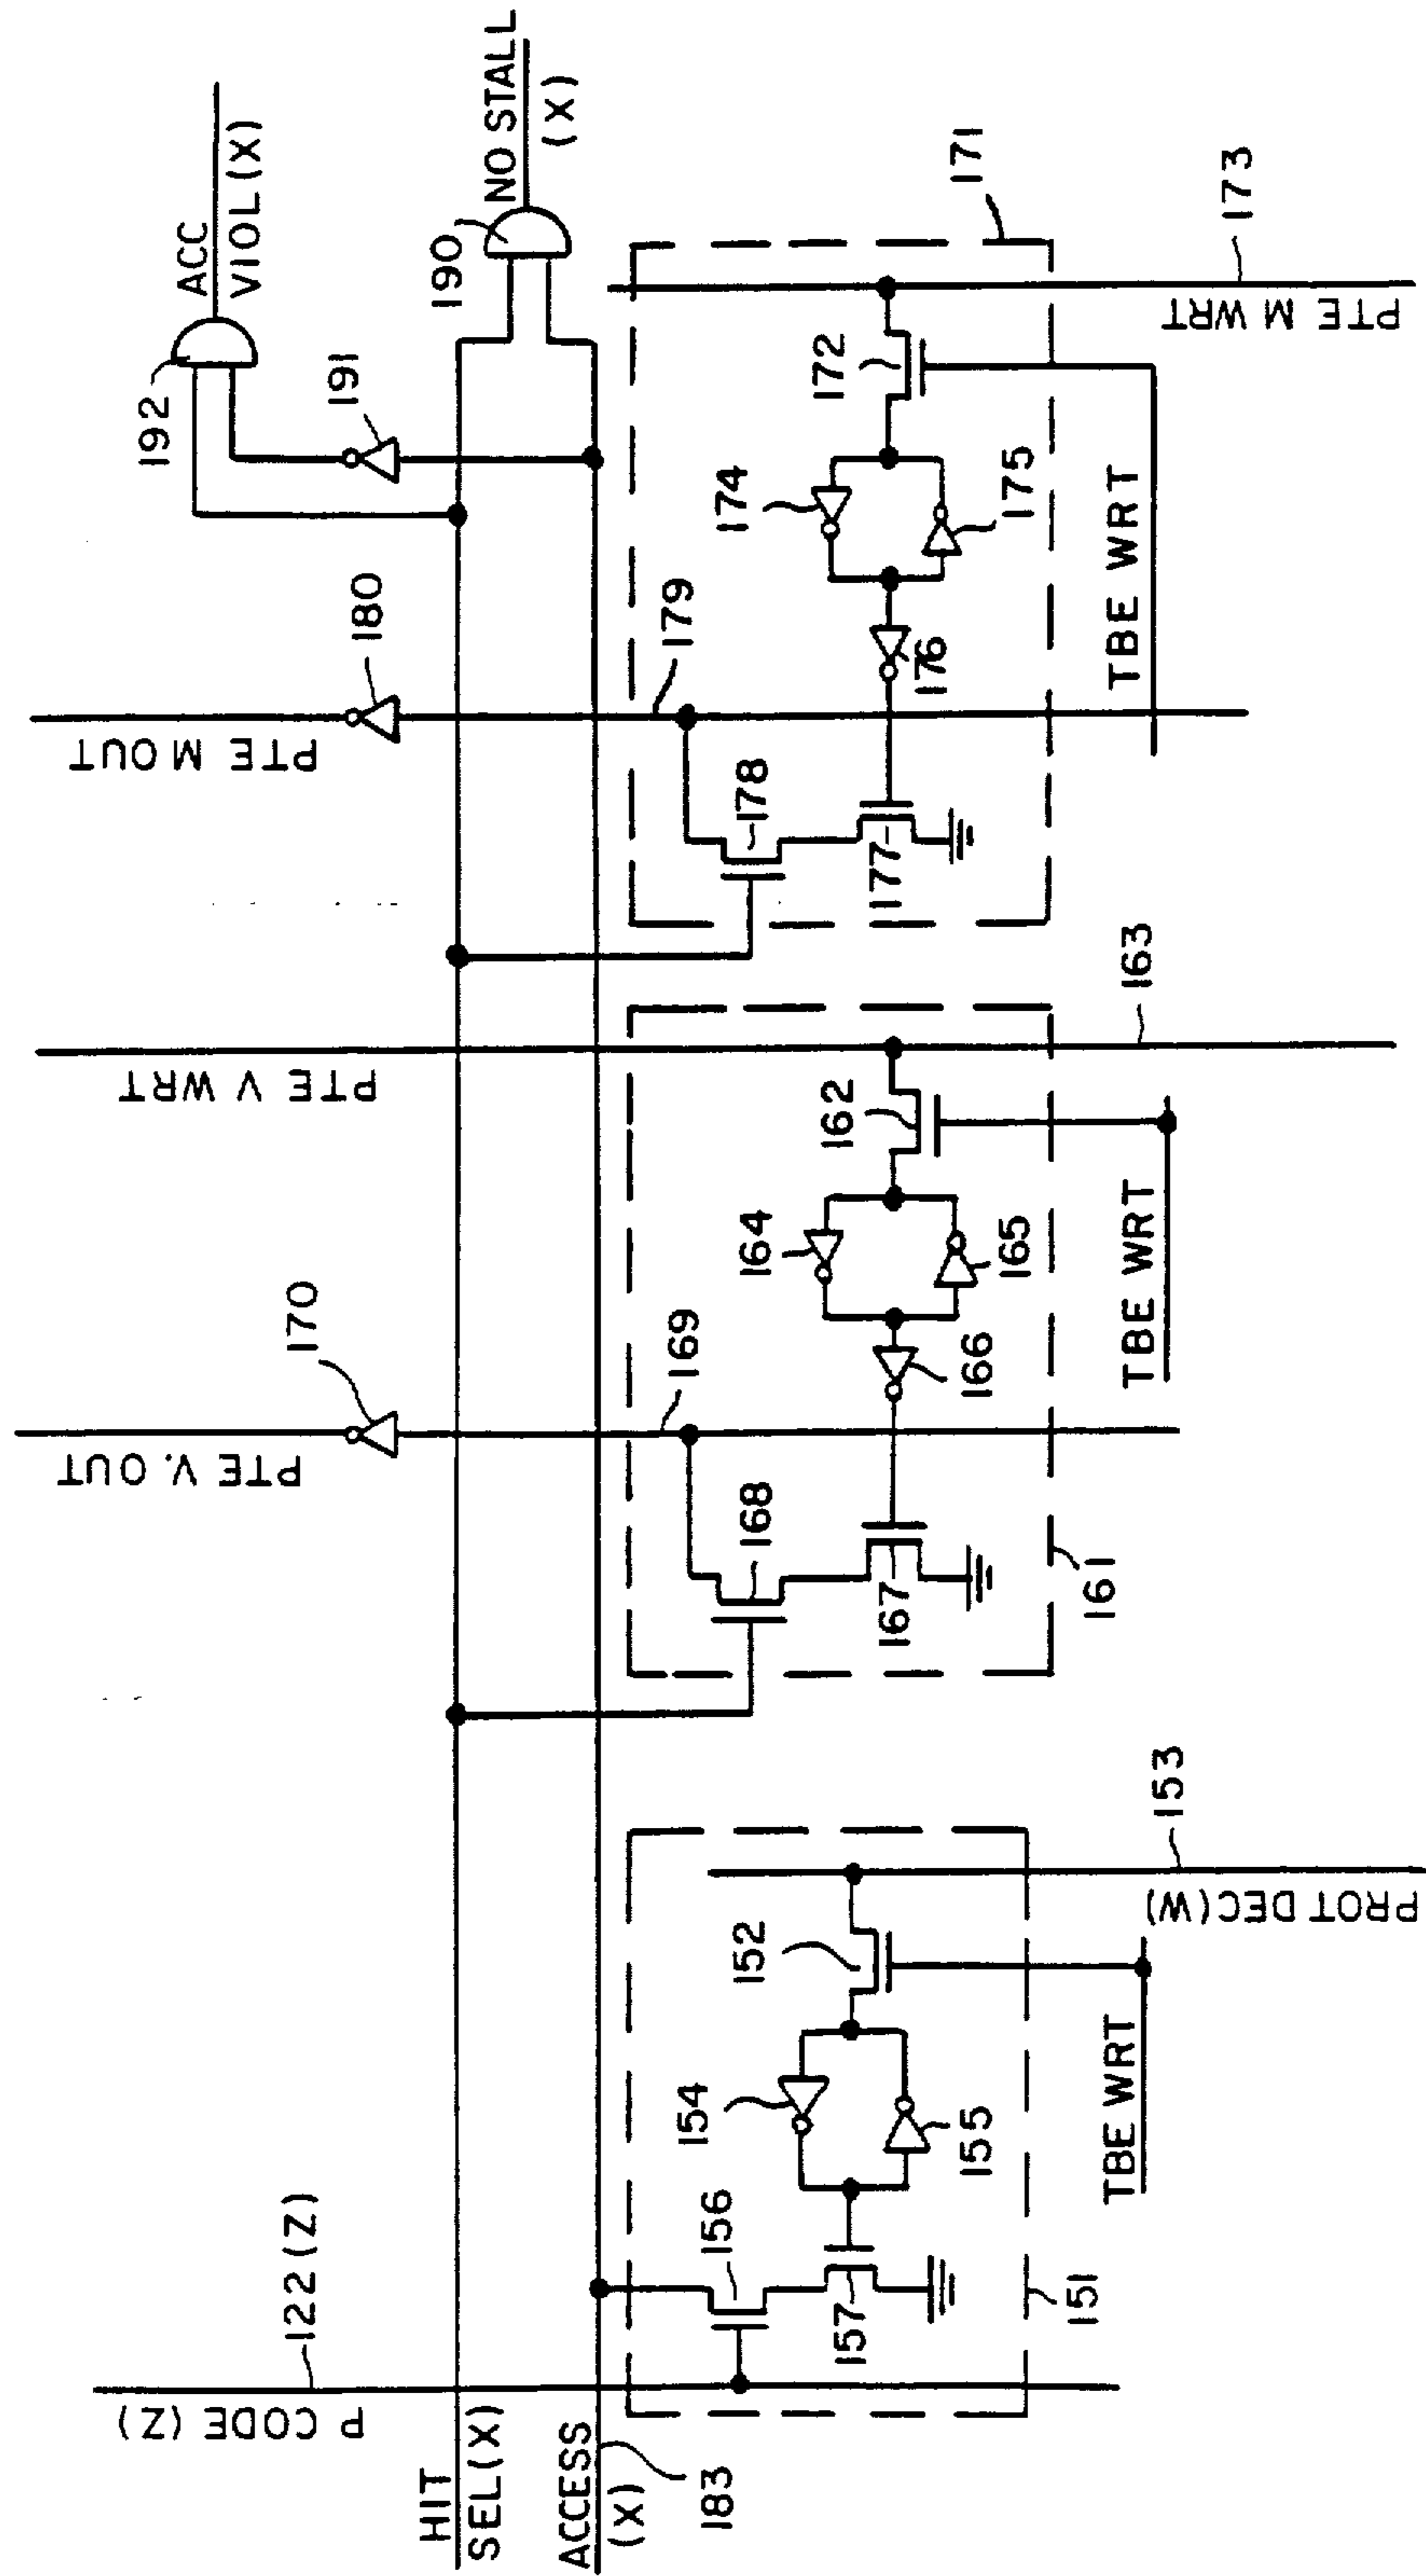 ACC
VIOL (X)
192
191
NO STALL
(X)
190
171
180
PTE M OUT
179
178
177
176
174
175
172
TBE WRT
PTE M WRT
173
170
PTE V. OUT
169
168
167
166
164
165
162
PTE V WRT
163
TBE WRT
161
P CODE (Z)
122 (Z)
HIT
SEL (X)
ACCESS
(X)
183
156
157
154
155
152
151
TBE WRT
PROT DEC (W)
153